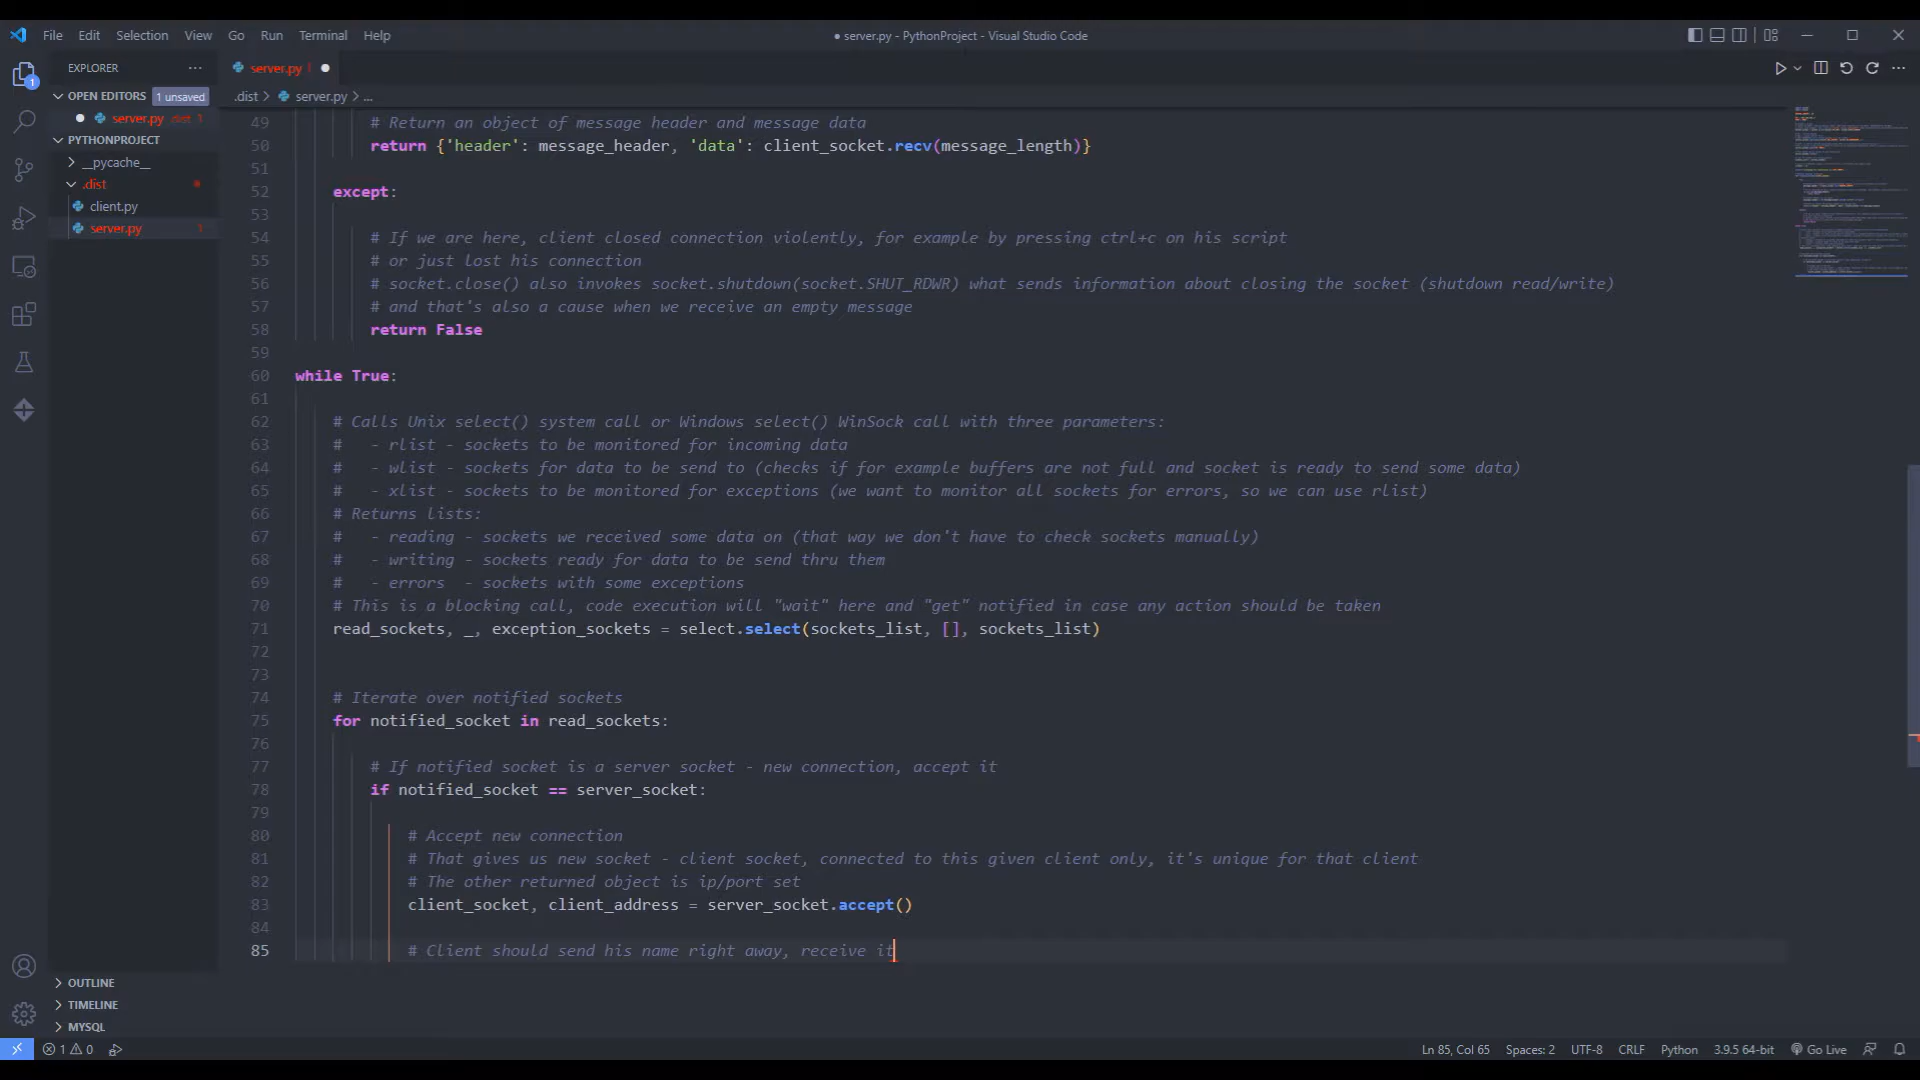 File Edit Selection View Go Run Terminal Help
● server.py - PythonProject - Visual Studio Code
EXPLORER
OPEN EDITORS 1 unsaved
server.py .dist 1
PYTHONPROJECT
__pycache__
.dist
client.py
server.py 1
OUTLINE
TIMELINE
MYSQL
1
server.py 1
.dist > server.py > ...
49 # Return an object of message header and message data
50 return {'header': message_header, 'data': client_socket.recv(message_length)}
51
52 except:
53
54 # If we are here, client closed connection violently, for example by pressing ctrl+c on his script
55 # or just lost his connection
56 # socket.close() also invokes socket.shutdown(socket.SHUT_RDWR) what sends information about closing the socket (shutdown read/write)
57 # and that's also a cause when we receive an empty message
58 return False
59
60 while True:
61
62 # Calls Unix select() system call or Windows select() WinSock call with three parameters:
63 #   - rlist - sockets to be monitored for incoming data
64 #   - wlist - sockets for data to be send to (checks if for example buffers are not full and socket is ready to send some data)
65 #   - xlist - sockets to be monitored for exceptions (we want to monitor all sockets for errors, so we can use rlist)
66 # Returns lists:
67 #   - reading - sockets we received some data on (that way we don't have to check sockets manually)
68 #   - writing - sockets ready for data to be send thru them
69 #   - errors  - sockets with some exceptions
70 # This is a blocking call, code execution will "wait" here and "get" notified in case any action should be taken
71 read_sockets, _, exception_sockets = select.select(sockets_list, [], sockets_list)
72
73
74 # Iterate over notified sockets
75 for notified_socket in read_sockets:
76
77 # If notified socket is a server socket - new connection, accept it
78 if notified_socket == server_socket:
79
80 # Accept new connection
81 # That gives us new socket - client socket, connected to this given client only, it's unique for that client
82 # The other returned object is ip/port set
83 client_socket, client_address = server_socket.accept()
84
85 # Client should send his name right away, receive it
1 0
Ln 85, Col 65 Spaces: 2 UTF-8 CRLF Python 3.9.5 64-bit Go Live